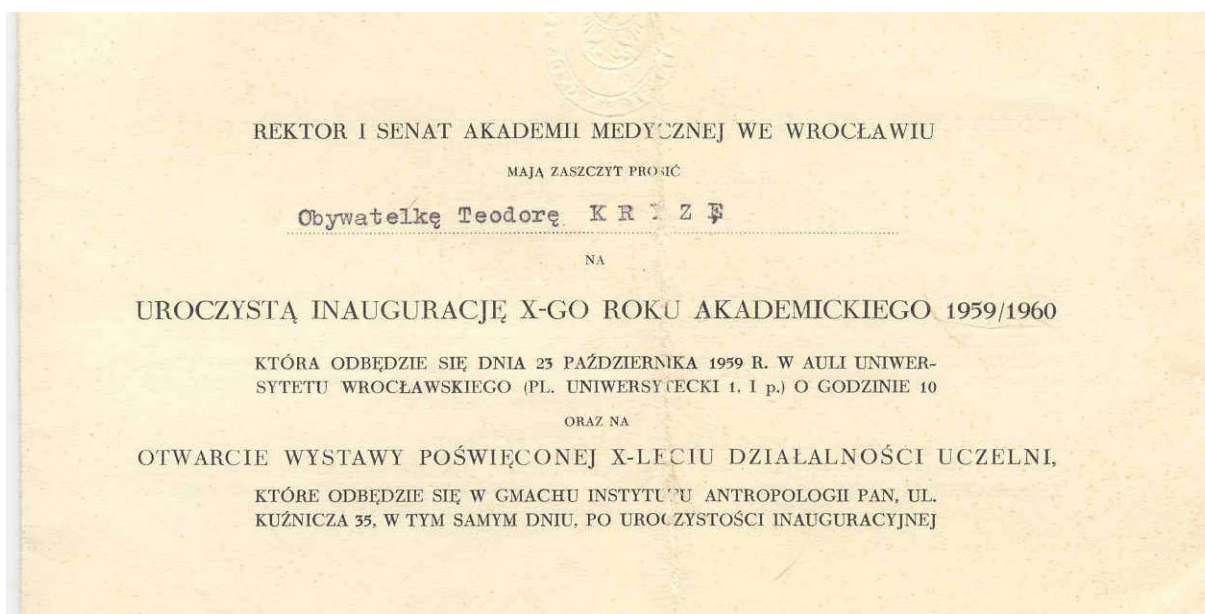 REKTOR I SENAT AKADEMII MEDYCZNEJ WE WROCŁAWIU
MAJĄ ZASZCZYT PROSIĆ
Obywatelkę Teodorę K R Y Z Ę
NA
UROCZYSTĄ INAUGURACJĘ X-GO ROKU AKADEMICKIEGO 1959/1960
KTÓRA ODBĘDZIE SIĘ DNIA 23 PAŹDZIERNIKA 1959 R. W AULI UNIWER-
SYTETU WROCŁAWSKIEGO (PL. UNIWERSYTECKI 1, I p.) O GODZINIE 10
ORAZ NA
OTWARCIE WYSTAWY POŚWIĘCONEJ X-LECIU DZIAŁALNOŚCI UCZELNI,
KTÓRE ODBĘDZIE SIĘ W GMACHU INSTYTUTU ANTROPOLOGII PAN, UL.
KUŹNICZA 35, W TYM SAMYM DNIU, PO UROCZYSTOŚCI INAUGURACYJNEJ